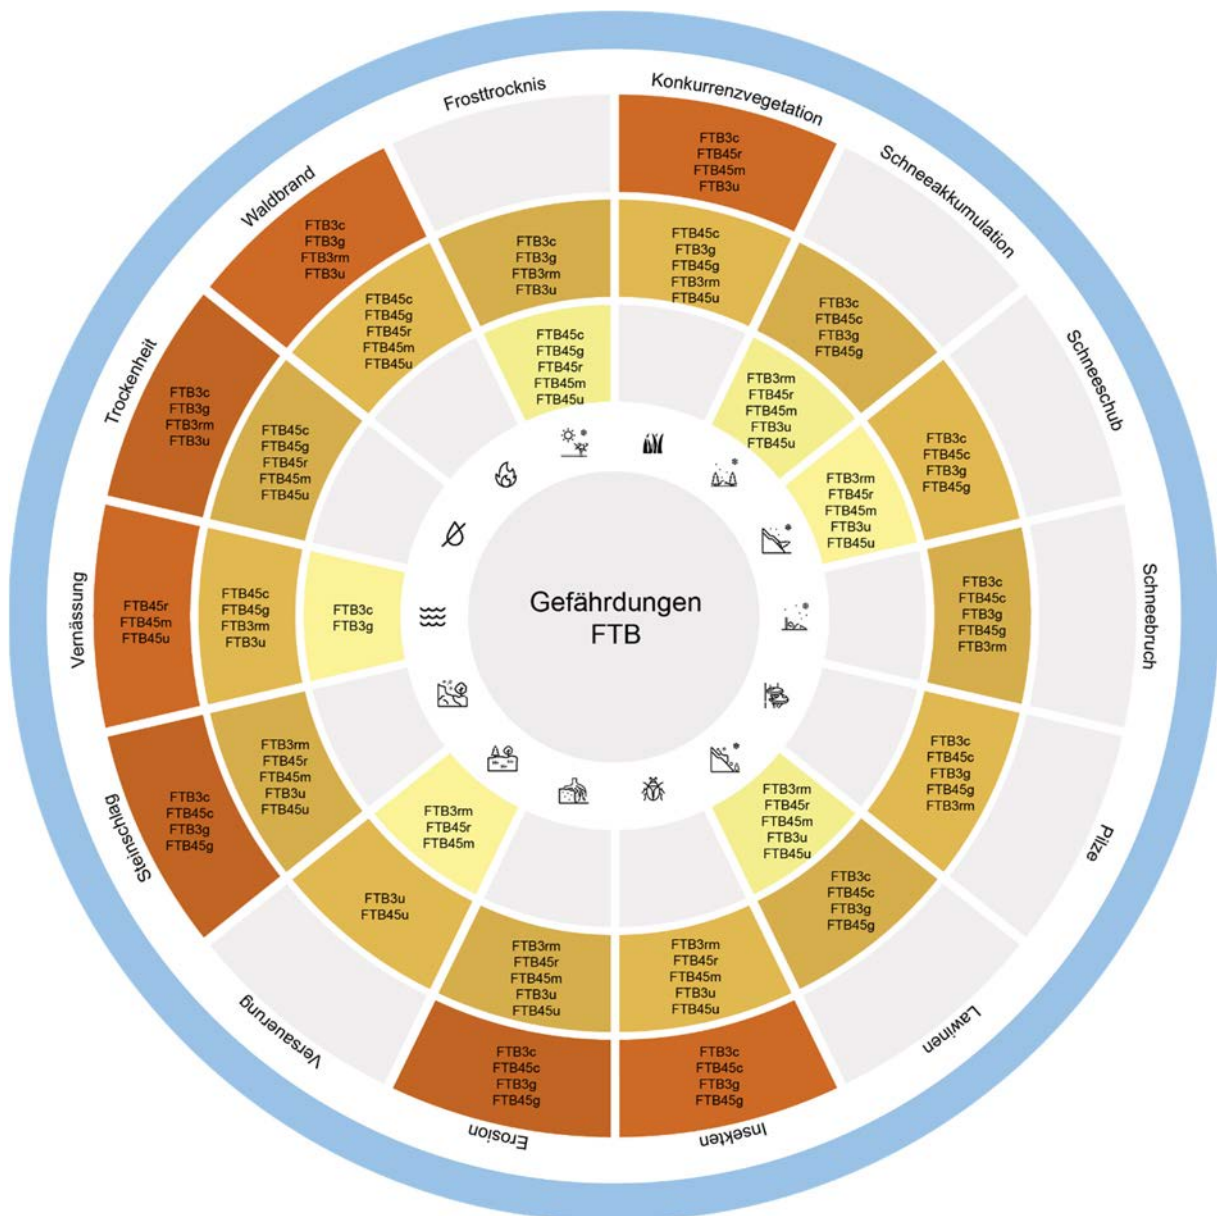 Gefährdungen
FTB
Konkurrenzvegetation
FTB3c
FTB45r
FTB45m
FTB3u
FTB45c
FTB3g
FTB45g
FTB3rm
FTB45u
Schneeakkumulation
FTB3c
FTB45c
FTB3g
FTB45g
FTB3rm
FTB45r
FTB45m
FTB3u
FTB45u
Schneeschub
FTB3c
FTB45c
FTB3g
FTB45g
FTB3rm
FTB45r
FTB45m
FTB3u
FTB45u
Schneebruch
FTB3c
FTB45c
FTB3g
FTB45g
FTB3rm
Pilze
FTB3c
FTB45c
FTB3g
FTB45g
FTB3rm
Lawinen
FTB3c
FTB45c
FTB3g
FTB45g
FTB3rm
FTB45r
FTB45m
FTB3u
FTB45u
Insekten
FTB3c
FTB45c
FTB3g
FTB45g
FTB3rm
FTB45r
FTB45m
FTB3u
FTB45u
Erosion
FTB3c
FTB45c
FTB3g
FTB45g
FTB3rm
FTB45r
FTB45m
FTB3u
FTB45u
Versauerung
FTB3u
FTB45u
FTB3rm
FTB45r
FTB45m
Steinschlag
FTB3c
FTB45c
FTB3g
FTB45g
FTB3rm
FTB45r
FTB45m
FTB3u
FTB45u
Vernässung
FTB45r
FTB45m
FTB45u
FTB45c
FTB45g
FTB3rm
FTB3u
FTB3c
FTB3g
Trockenheit
FTB3c
FTB3g
FTB3rm
FTB3u
FTB45c
FTB45g
FTB45r
FTB45m
FTB45u
Waldbrand
FTB3c
FTB3g
FTB3rm
FTB3u
FTB45c
FTB45g
FTB45r
FTB45m
FTB45u
Frosttrocknis
FTB3c
FTB3g
FTB3rm
FTB3u
FTB45c
FTB45g
FTB45r
FTB45m
FTB45u